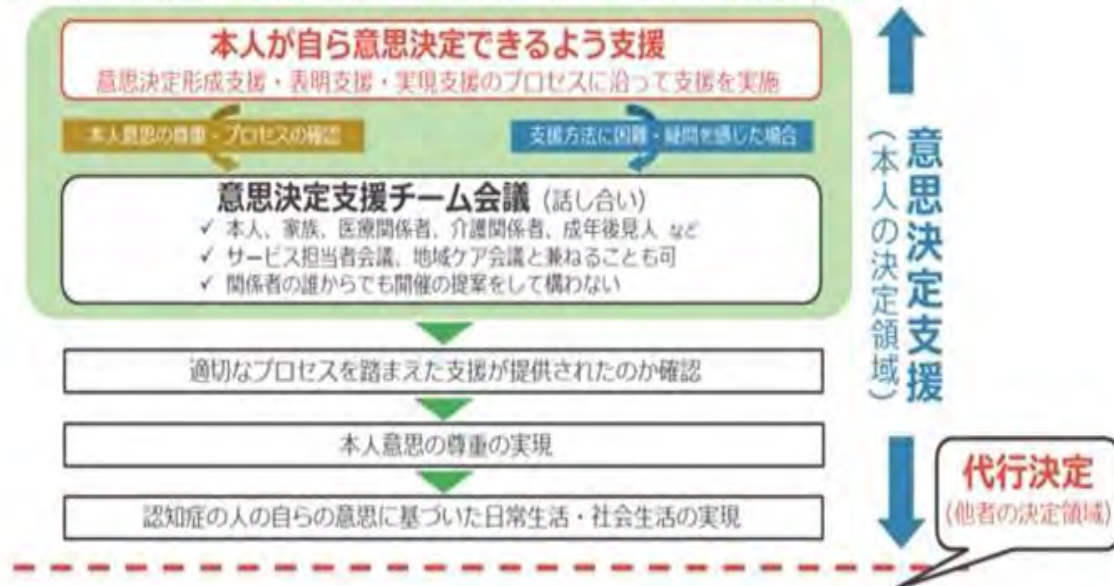 本人が自ら意思決定できるよう支援
意思決定形成支援・表明支援・実現支援のプロセスに沿って支援を実施
本人意思の尊重・プロセスの確認
支援方法に困難・疑問を感じた場合
意思決定支援チーム会議 (話し合い)
✓ 本人、家族、医療関係者、介護関係者、成年後見人 など
✓ サービス担当者会議、地域ケア会議と兼ねることも可
✓ 関係者の誰からでも開催の提案をして構わない
適切なプロセスを踏まえた支援が提供されたのか確認
本人意思の尊重の実現
認知症の人の自らの意思に基づいた日常生活・社会生活の実現
意思決定支援
(本人の決定領域)
代行決定
(他者の決定領域)